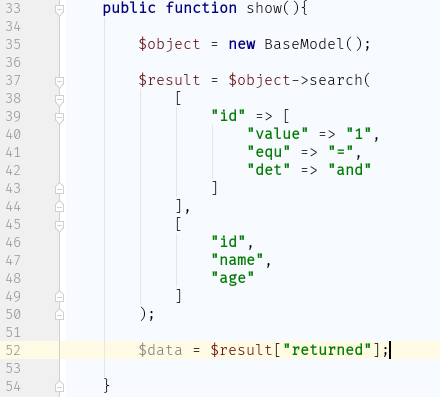 33 public function show(){
34
35 $object = new BaseModel();
36
37 $result = $object->search(
38 [
39 "id" => [
40 "value" => "1",
41 "equ" => "=",
42 "det" => "and"
43 ]
44 ],
45 [
46 "id",
47 "name",
48 "age"
49 ]
50 );
51
52 $data = $result["returned"];
53
54 }